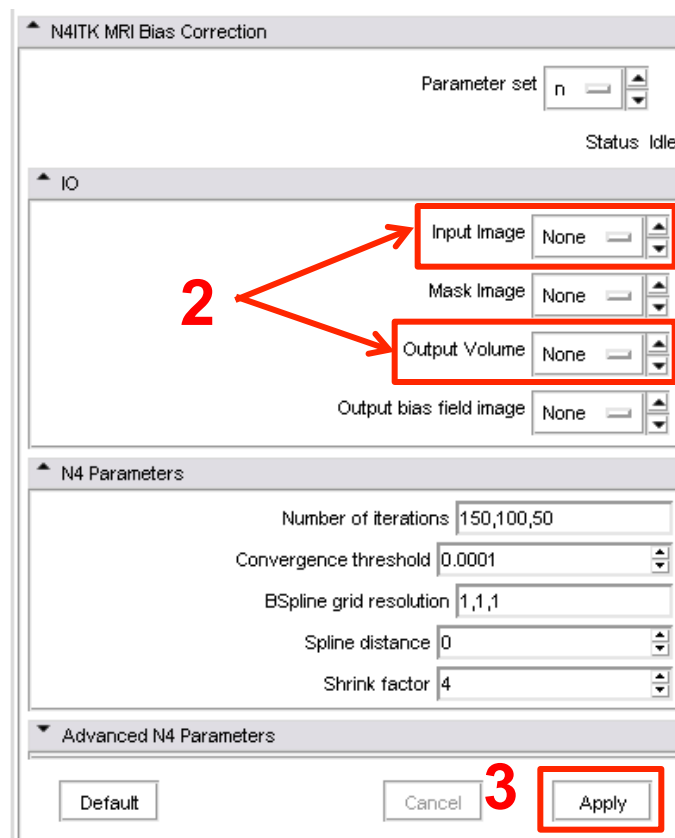 N4ITK MRI Bias Correction
Parameter set n
Status Idle
IO
Input Image None
2
Mask Image None
Output Volume None
Output bias field image None
N4 Parameters
Number of iterations 150,100,50
Convergence threshold 0.0001
BSpline grid resolution 1,1,1
Spline distance 0
Shrink factor 4
Advanced N4 Parameters
Default Cancel 3 Apply